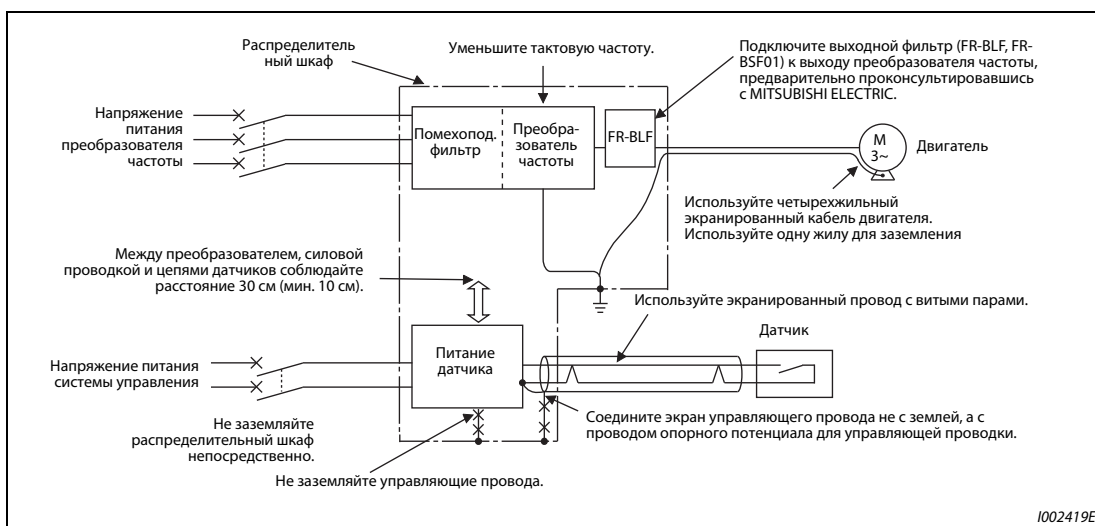 Распределитель
ный шкаф
Уменьшите тактовую частоту.
Подключите выходной фильтр (FR-BLF, FR-
BSF01) к выходу преобразователя частоты,
предварительно проконсультировавшись
с MITSUBISHI ELECTRIC.
Напряжение
питания
преобразователя
частоты
Помехопод.
фильтр
Преобра-
зователь
частоты
FR-BLF
M
3~
Двигатель
Используйте четырехжильный
экранированный кабель двигателя.
Используйте одну жилу для заземления
Между преобразователем, силовой
проводкой и цепями датчиков соблюдайте
расстояние 30 см (мин. 10 см).
Используйте экранированный провод с витыми парами.
Датчик
Напряжение питания
системы управления
Питание
датчика
Не заземляйте
распределительный шкаф
непосредственно.
Соедините экран управляющего провода не с землей, а с
проводом опорного потенциала для управляющей проводки.
Не заземляйте управляющие провода.
I002419E